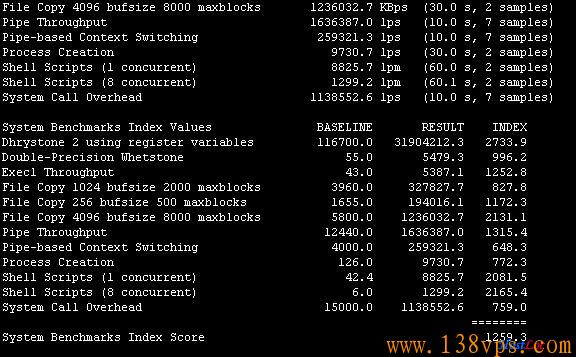 File Copy 4096 bufsize 8000 maxblocks 1236032.7 KBps (30.0 s, 2 samples)
Pipe Throughput 1636387.0 lps (10.0 s, 7 samples)
Pipe-based Context Switching 259321.3 lps (10.0 s, 7 samples)
Process Creation 9730.7 lps (30.0 s, 2 samples)
Shell Scripts (1 concurrent) 8825.7 lpm (60.0 s, 2 samples)
Shell Scripts (8 concurrent) 1299.2 lpm (60.1 s, 2 samples)
System Call Overhead 1138552.6 lps (10.0 s, 7 samples)
System Benchmarks Index Values BASELINE RESULT INDEX
Dhrystone 2 using register variables 116700.0 31904212.3 2733.9
Double-Precision Whetstone 55.0 5479.3 996.2
Execl Throughput 43.0 5387.1 1252.8
File Copy 1024 bufsize 2000 maxblocks 3960.0 327827.7 827.8
File Copy 256 bufsize 500 maxblocks 1655.0 194016.1 1172.3
File Copy 4096 bufsize 8000 maxblocks 5800.0 1236032.7 2131.1
Pipe Throughput 12440.0 1636387.0 1315.4
Pipe-based Context Switching 4000.0 259321.3 648.3
Process Creation 126.0 9730.7 772.3
Shell Scripts (1 concurrent) 42.4 8825.7 2081.5
Shell Scripts (8 concurrent) 6.0 1299.2 2165.4
System Call Overhead 15000.0 1138552.6 759.0
========
System Benchmarks Index Score 1259.3
www.138vps.com